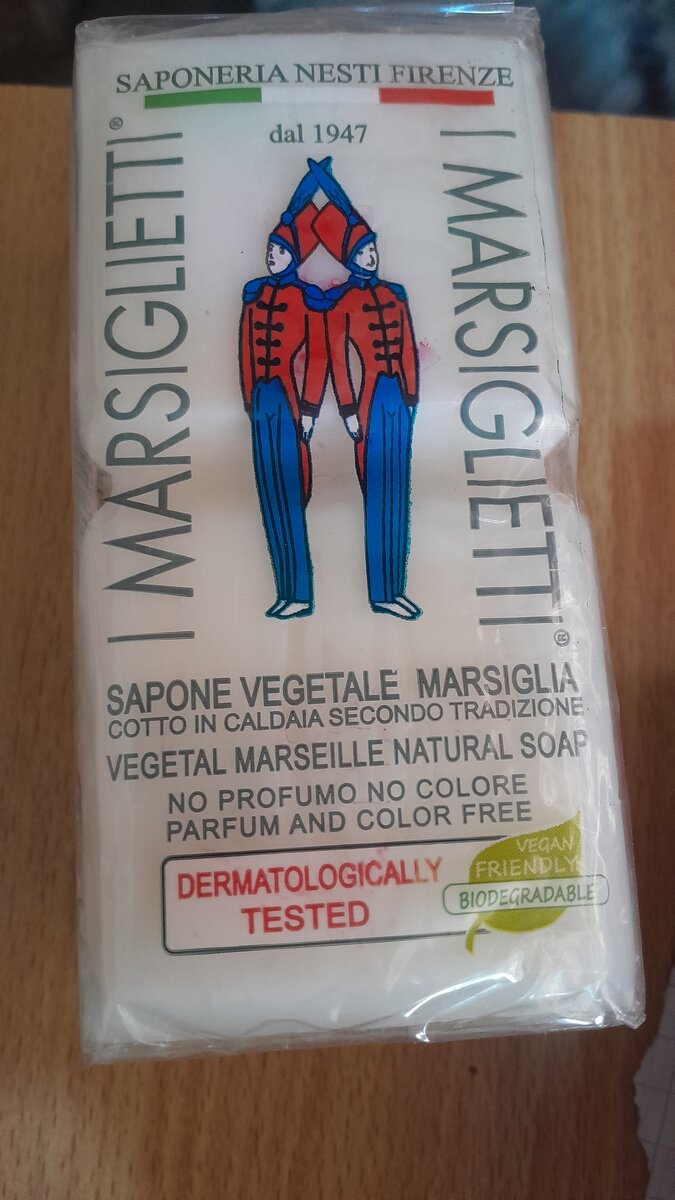 SAPONERIA NESTI FIRENZE
dal 1947
I MARSIGLIETTI®
I MARSIGLIETTI®
SAPONE VEGETALE MARSIGLIA
COTTO IN CALDAIA SECONDO TRADIZIONE
VEGETAL MARSEILLE NATURAL SOAP
NO PROFUMO NO COLORE
PARFUM AND COLOR FREE
DERMATOLOGICALLY
TESTED
VEGAN
FRIENDLY
BIODEGRADABLE